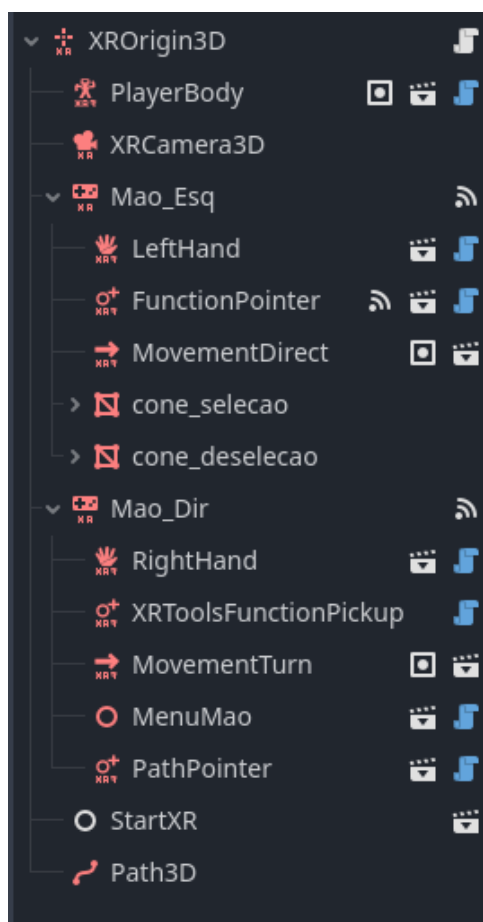 XROrigin3D
PlayerBody
XRCamera3D
Mao_Esq
LeftHand
FunctionPointer
MovementDirect
cone_selecao
cone_deselecao
Mao_Dir
RightHand
XRToolsFunctionPickup
MovementTurn
MenuMao
PathPointer
StartXR
Path3D